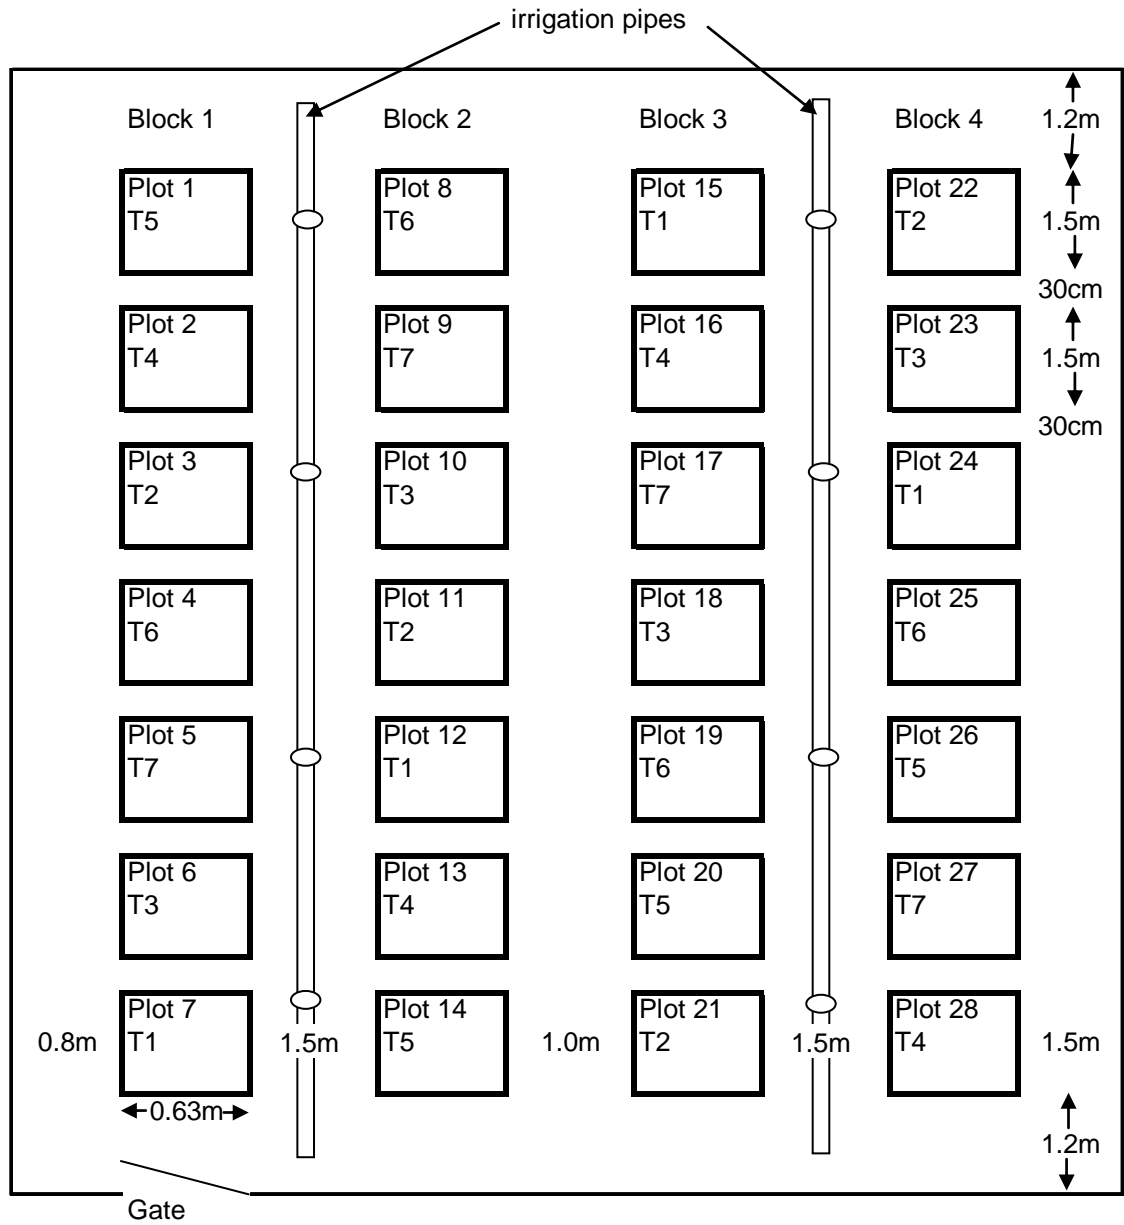 irrigation pipes
Block 1
Block 2
Block 3
Block 4
1.2m
Plot 1
T5
Plot 8
T6
Plot 15
T1
Plot 22
T2
1.5m
30cm
Plot 2
T4
Plot 9
T7
Plot 16
T4
Plot 23
T3
1.5m
30cm
Plot 3
T2
Plot 10
T3
Plot 17
T7
Plot 24
T1
Plot 4
T6
Plot 11
T2
Plot 18
T3
Plot 25
T6
Plot 5
T7
Plot 12
T1
Plot 19
T6
Plot 26
T5
Plot 6
T3
Plot 13
T4
Plot 20
T5
Plot 27
T7
0.8m
Plot 7
T1
1.5m
Plot 14
T5
1.0m
Plot 21
T2
1.5m
Plot 28
T4
1.5m
0.63m
1.2m
Gate